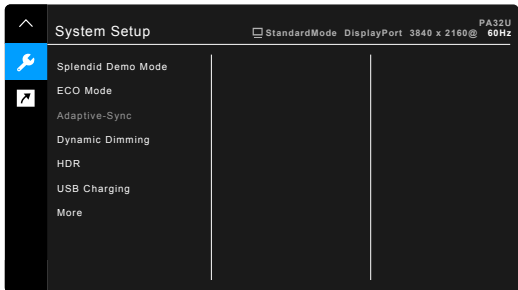 PA32U
System Setup
StandardMode DisplayPort 3840 x 2160@ 60Hz
Splendid Demo Mode
ECO Mode
Adaptive-Sync
Dynamic Dimming
HDR
USB Charging
More